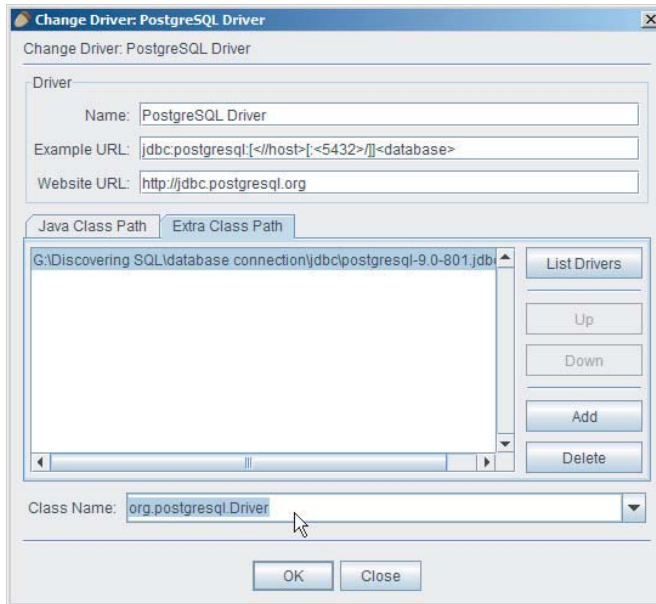 Change Driver: PostgreSQL Driver
Change Driver: PostgreSQL Driver
Driver
Name: PostgreSQL Driver
Example URL: jdbc:postgresql:[<//host>[:<5432>/]]<database>
Website URL: http://jdbc.postgresql.org
Java Class Path Extra Class Path
G:\Discovering SQL\database connection\jdbc\postgresql-9.0-801.jdb
List Drivers
Up
Down
Add
Delete
Class Name: org.postgresql.Driver
OK Close